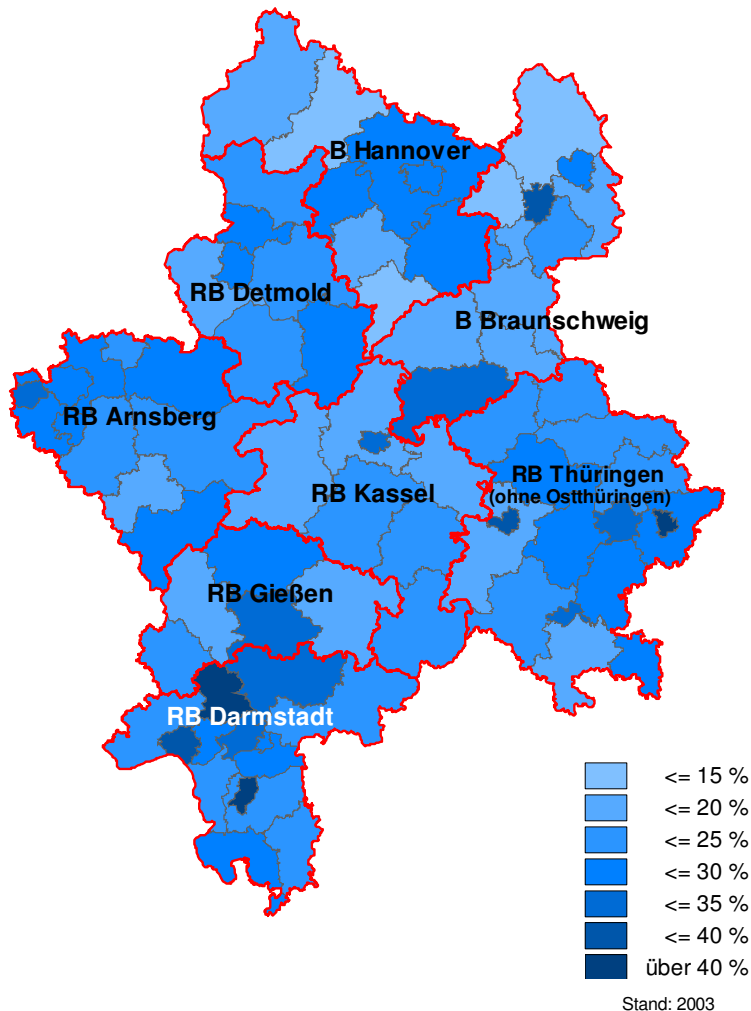 B Hannover
RB Detmold
B Braunschweig
RB Arnsberg
RB Thüringen
(ohne Ostthüringen)
RB Kassel
RB Gießen
RB Darmstadt
<= 15 %
<= 20 %
<= 25 %
<= 30 %
<= 35 %
<= 40 %
über 40 %
Stand: 2003